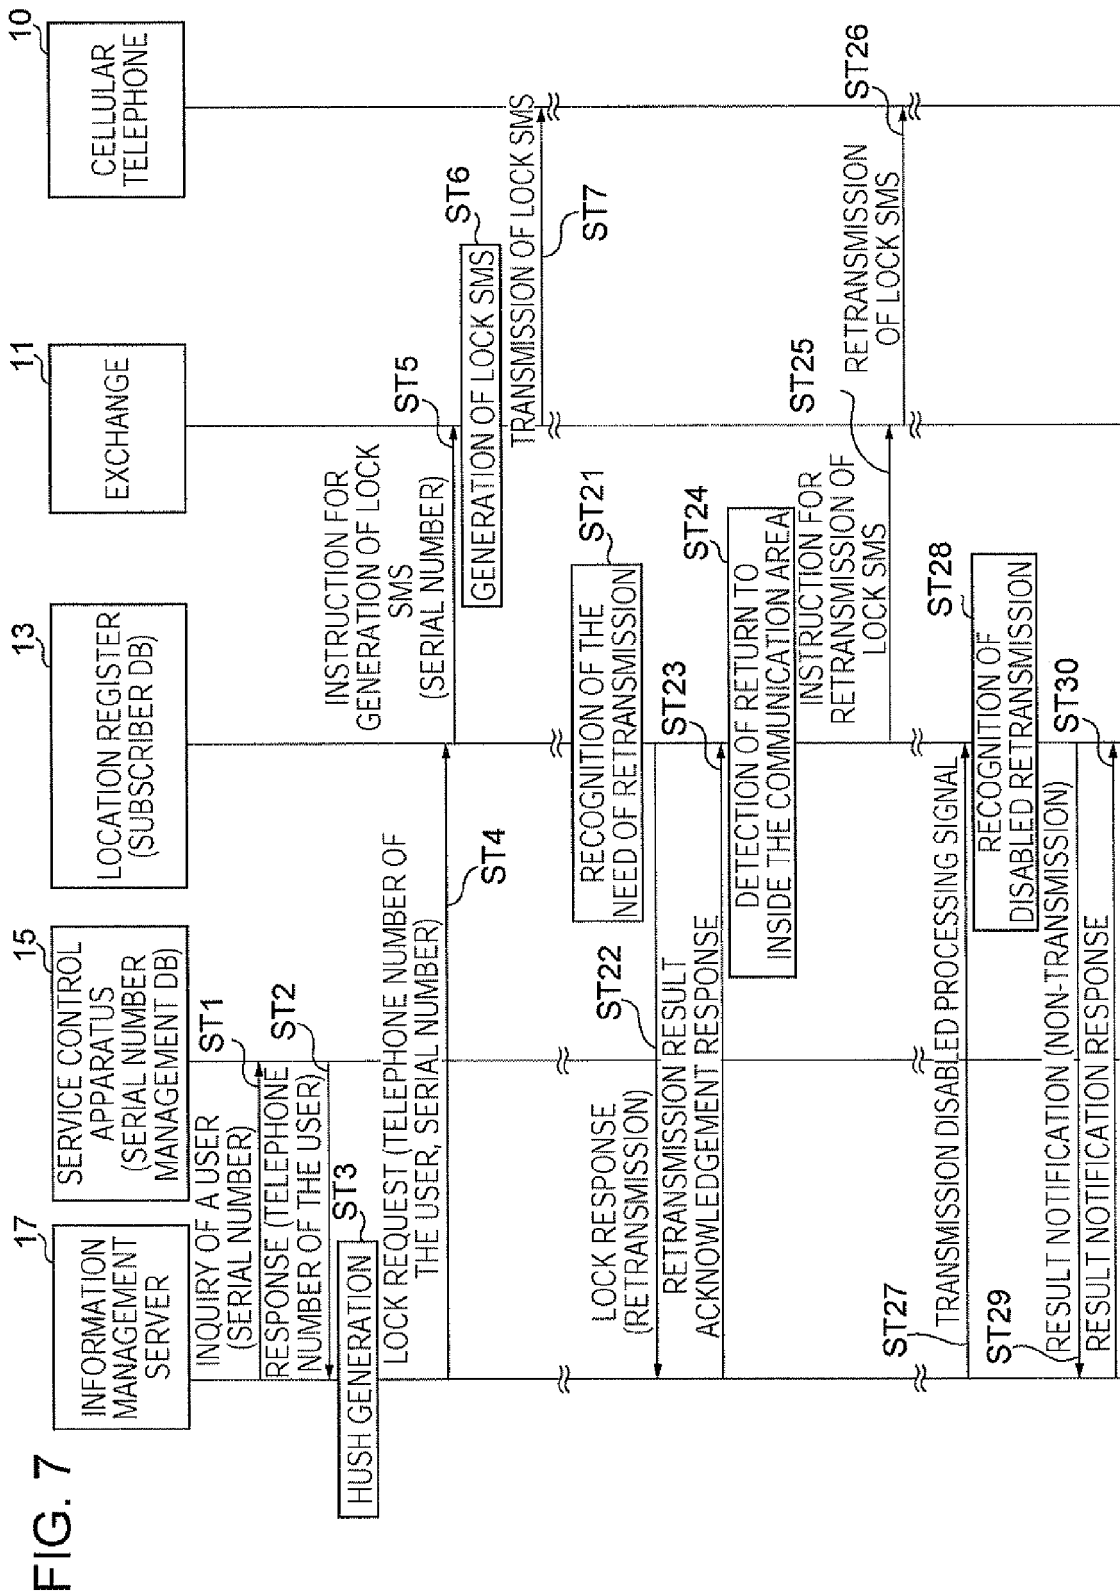 FIG. 7
17
INFORMATION
MANAGEMENT
SERVER
15
SERVICE CONTROL
APPARATUS
(SERIAL NUMBER
MANAGEMENT DB)
13
LOCATION REGISTER
(SUBSCRIBER DB)
11
EXCHANGE
10
CELLULAR
TELEPHONE
INQUIRY OF A USER
(SERIAL NUMBER)
ST1
RESPONSE (TELEPHONE
NUMBER OF THE USER)
ST2
HUSH GENERATION
ST3
LOCK REQUEST (TELEPHONE NUMBER OF
THE USER, SERIAL NUMBER)
ST4
INSTRUCTION FOR
GENERATION OF LOCK
SMS
(SERIAL NUMBER)
ST5
GENERATION OF LOCK SMS
ST6
TRANSMISSION OF LOCK SMS
ST7
RECOGNITION OF THE
NEED OF RETRANSMISSION
ST21
LOCK RESPONSE
(RETRANSMISSION)
ST22
RETRANSMISSION RESULT
ACKNOWLEDGEMENT RESPONSE
ST23
DETECTION OF RETURN TO
INSIDE THE COMMUNICATION AREA
ST24
INSTRUCTION FOR
RETRANSMISSION OF
LOCK SMS
ST25
RETRANSMISSION
OF LOCK SMS
ST26
ST27
TRANSMISSION DISABLED PROCESSING SIGNAL
RECOGNITION OF
DISABLED RETRANSMISSION
ST28
ST29
RESULT NOTIFICATION (NON-TRANSMISSION)
RESULT NOTIFICATION RESPONSE
ST30